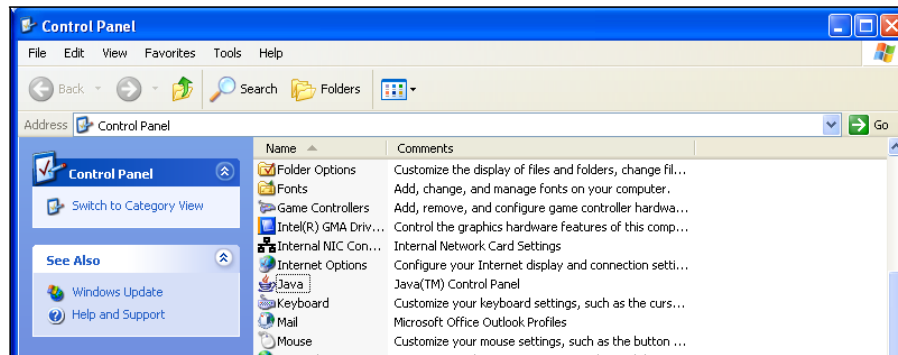 Control Panel
File Edit View Favorites Tools Help
Back Search Folders
Address Control Panel Go
Name Comments
Control Panel
Switch to Category View
See Also
Windows Update
Help and Support
Folder Options Customize the display of files and folders, change fil...
Fonts Add, change, and manage fonts on your computer.
Game Controllers Add, remove, and configure game controller hardwa...
Intel(R) GMA Driv... Control the graphics hardware features of this comp...
Internal NIC Con... Internal Network Card Settings
Internet Options Configure your Internet display and connection setti...
Java Java(TM) Control Panel
Keyboard Customize your keyboard settings, such as the curs...
Mail Microsoft Office Outlook Profiles
Mouse Customize your mouse settings, such as the button ...